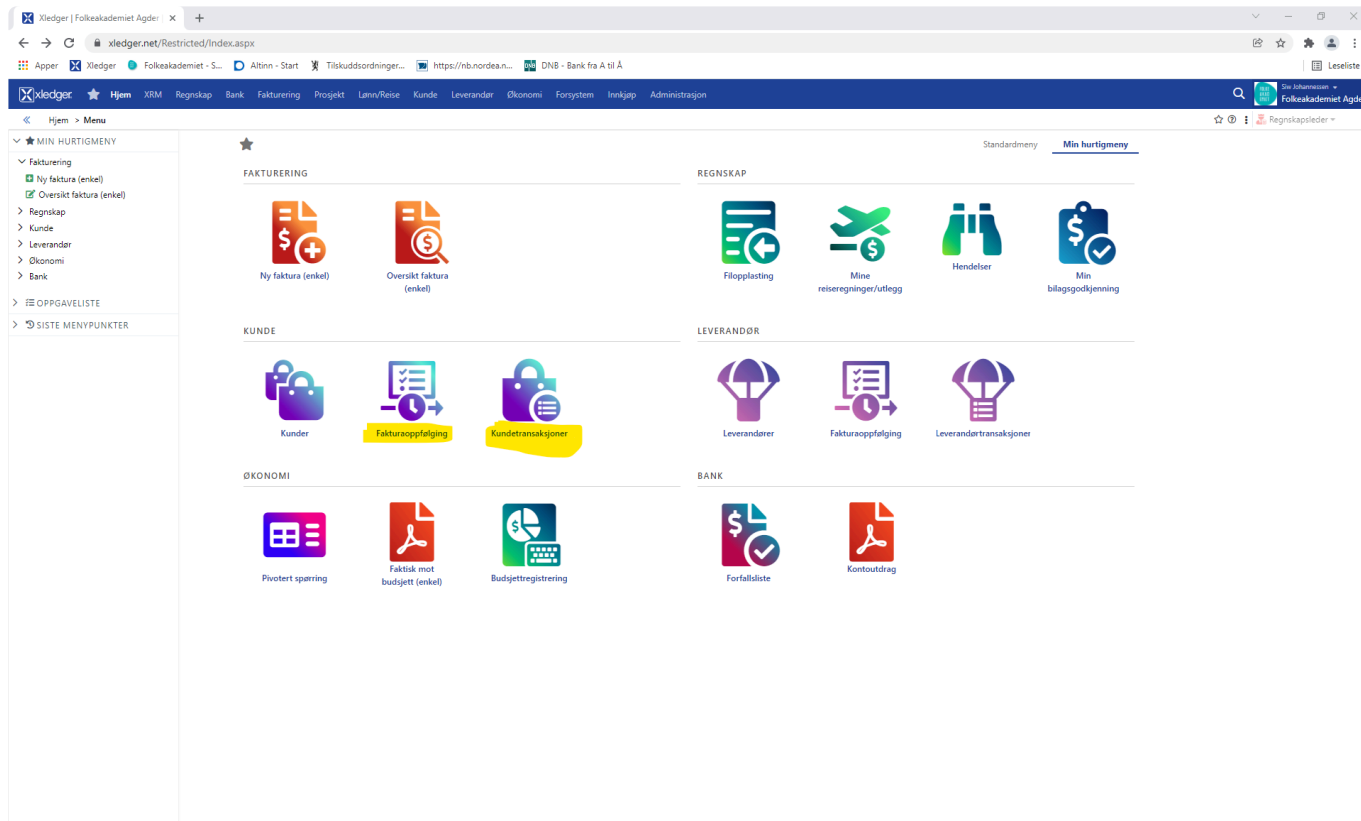 Xledger | Folkeakademiet Agder
xledger.net/Restricted/Index.aspx
Apper Xledger Folkeakademiet - S... Altinn - Start Tilskuddsordninger... https://nb.nordea.n... DNB - Bank fra A til Å Leseliste
xledger Hjem XRM Regnskap Bank Fakturering Prosjekt Lønn/Reise Kunde Leverandør Økonomi Forsystem Innkjøp Administrasjon Siw Johannessen
Folkeakademiet Agde
Hjem > Menu Regnskapsleder
MIN HURTIGMENY
Fakturering
Ny faktura (enkel)
Oversikt faktura (enkel)
Regnskap
Kunde
Leverandør
Økonomi
Bank
OPPGAVELISTE
SISTE MENYPUNKTER
Standardmeny Min hurtigmeny
FAKTURERING
Ny faktura (enkel)
Oversikt faktura
(enkel)
REGNSKAP
Filopplasting
Mine
reiseregninger/utlegg
Hendelser
Min
bilagsgodkjenning
KUNDE
Kunder
Fakturaoppfølging
Kundetransaksjoner
LEVERANDØR
Leverandører
Fakturaoppfølging
Leverandørtransaksjoner
ØKONOMI
Pivotert spørring
Faktisk mot
budsjett (enkel)
Budsjettregistrering
BANK
Forfallsliste
Kontoutdrag